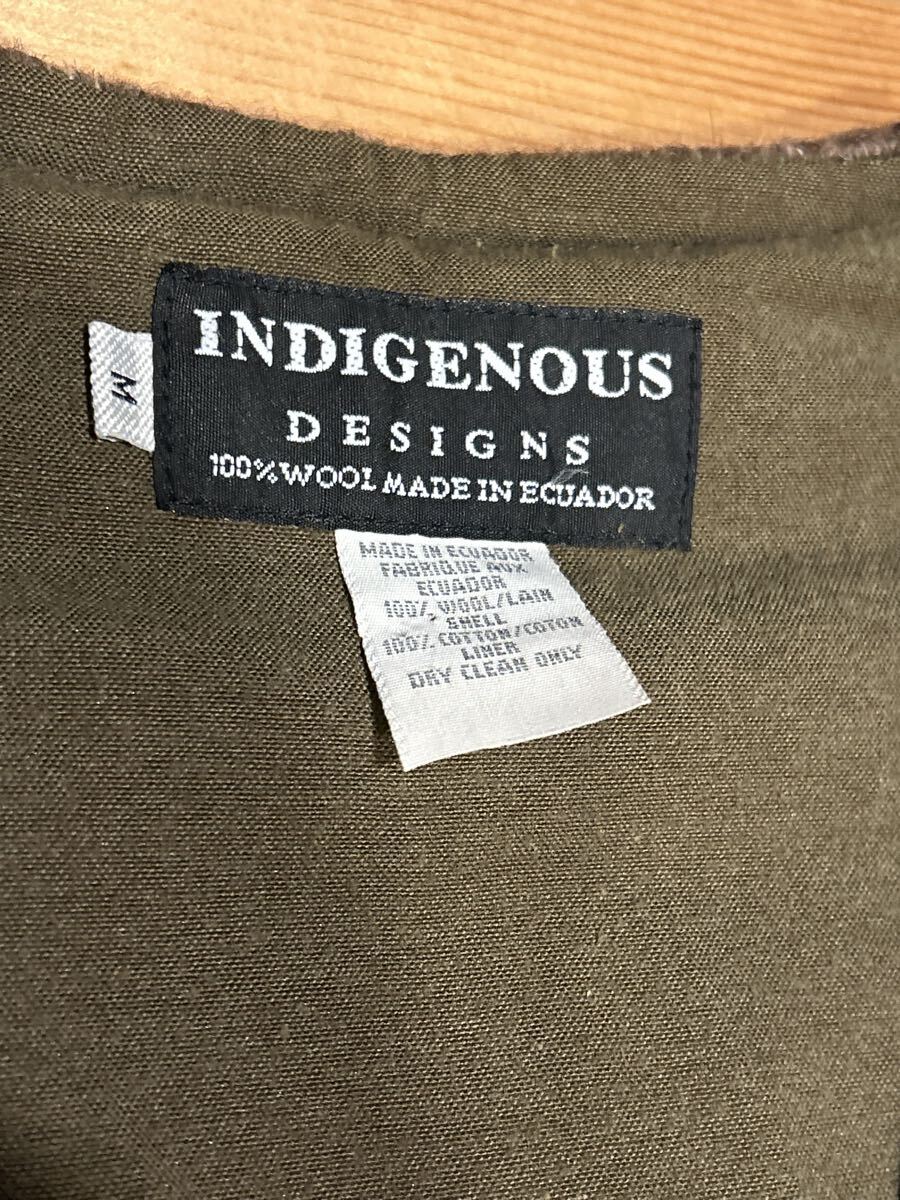 INDIGENOUS
DESIGNS
100% WOOL MADE IN ECUADOR
M
MADE IN ECUADOR
FABRIQUE AUX
ECUADOR
100% WOOL/LAIN
SHELL
100% COTTON/COTON
LINER
DRY CLEAN ONLY